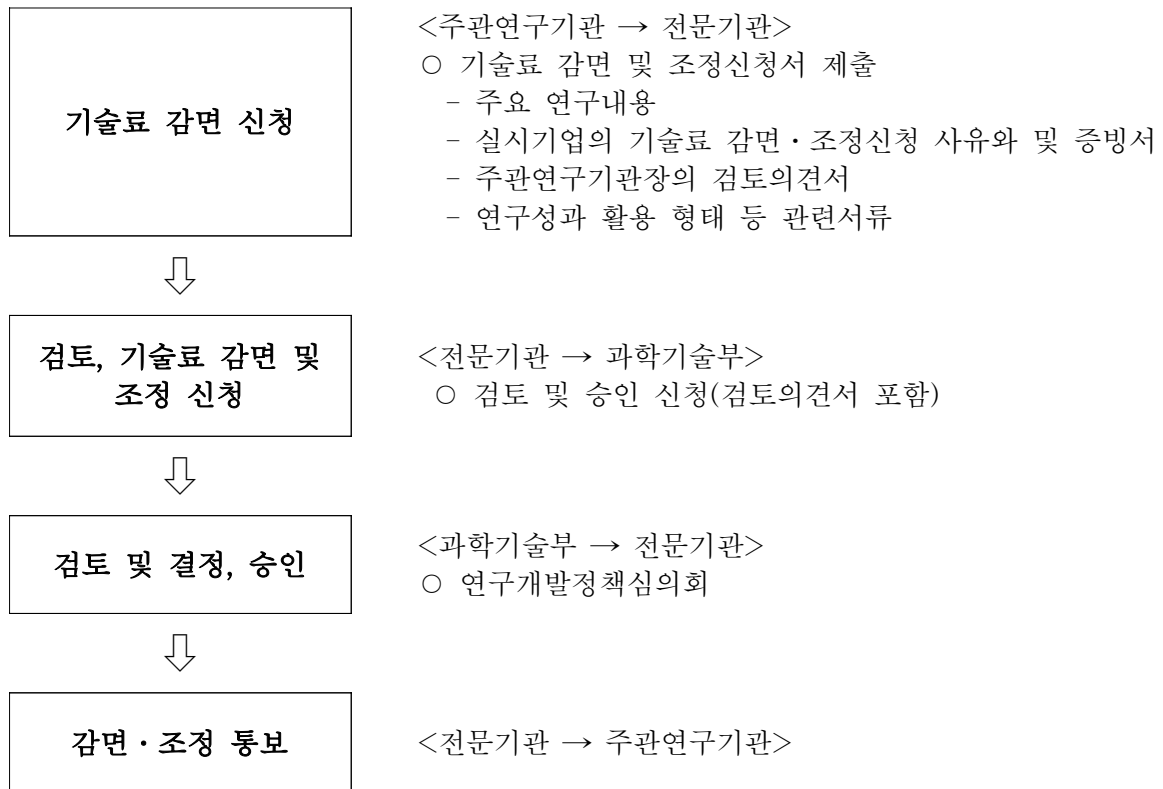 기술료 감면 신청
<주관연구기관 → 전문기관>
○ 기술료 감면 및 조정신청서 제출
- 주요 연구내용
- 실시기업의 기술료 감면・조정신청 사유와 및 증빙서
- 주관연구기관장의 검토의견서
- 연구성과 활용 형태 등 관련서류
⇩
검토, 기술료 감면 및
조정 신청
<전문기관 → 과학기술부>
○ 검토 및 승인 신청(검토의견서 포함)
⇩
검토 및 결정, 승인
<과학기술부 → 전문기관>
○ 연구개발정책심의회
⇩
감면・조정 통보
<전문기관 → 주관연구기관>